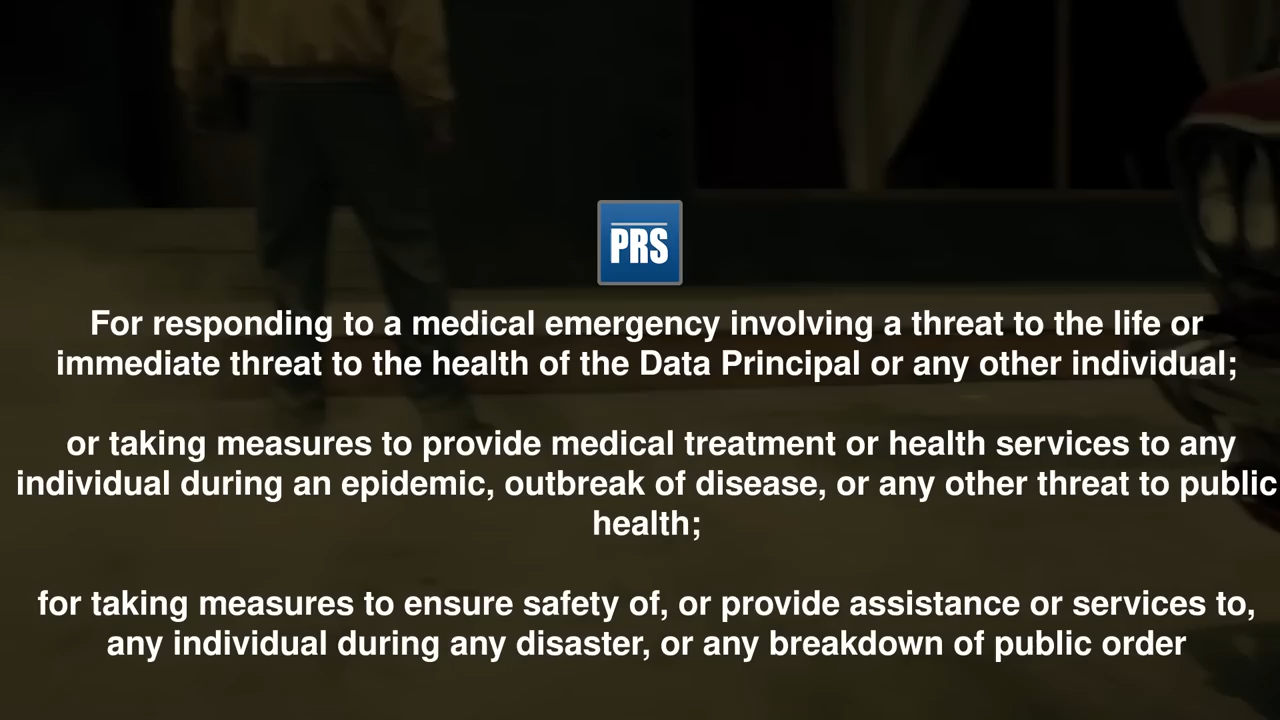 PRS
For responding to a medical emergency involving a threat to the life or
immediate threat to the health of the Data Principal or any other individual;
or taking measures to provide medical treatment or health services to any
individual during an epidemic, outbreak of disease, or any other threat to public
health;
for taking measures to ensure safety of, or provide assistance or services to,
any individual during any disaster, or any breakdown of public order